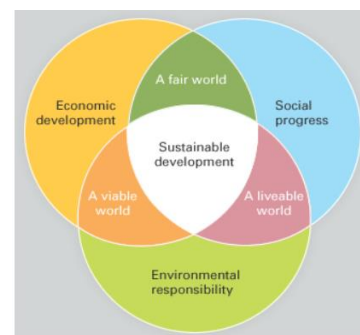 A fair world
Economic
development
Social
progress
Sustainable
development
A viable
world
A liveable
world
Environmental
responsibility